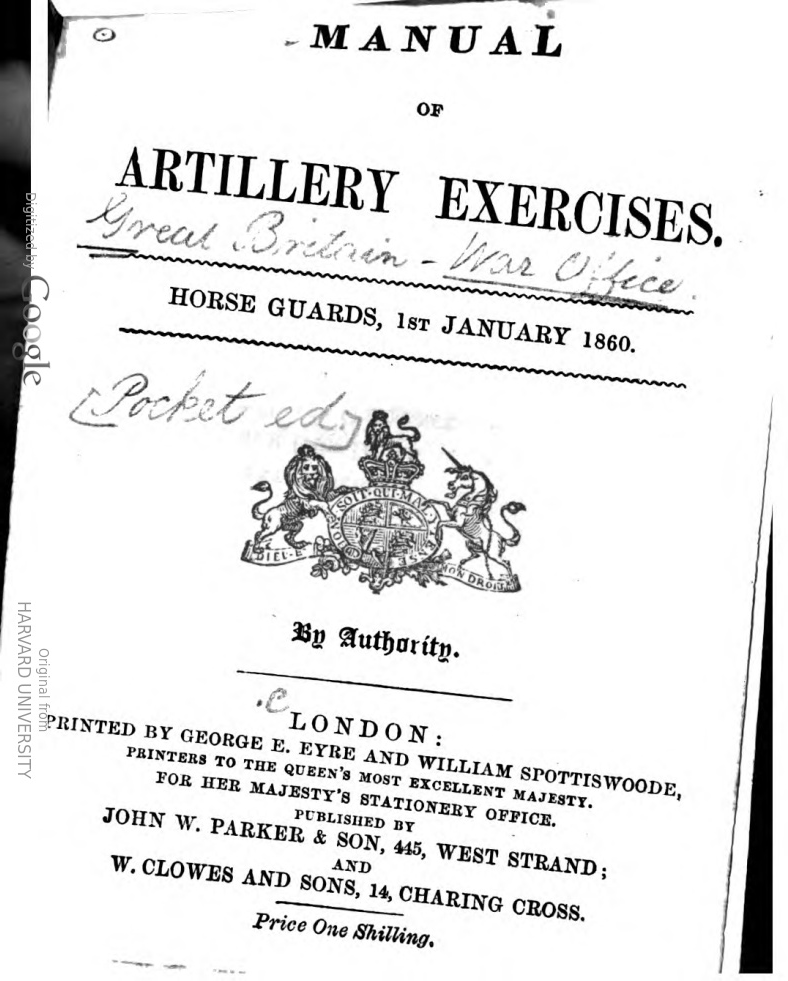 MANUAL
OF
ARTILLERY EXERCISES.
Great Britain - War Office.
HORSE GUARDS, 1ST JANUARY 1860.
[Pocket ed.]
SOIT·QUI·MAL·Y
DIEU·E
MON DROIT
By Authority.
.C
LONDON:
PRINTED BY GEORGE E. EYRE AND WILLIAM SPOTTISWOODE,
PRINTERS TO THE QUEEN'S MOST EXCELLENT MAJESTY.
FOR HER MAJESTY'S STATIONERY OFFICE.
PUBLISHED BY
JOHN W. PARKER & SON, 445, WEST STRAND;
AND
W. CLOWES AND SONS, 14, CHARING CROSS.
Price One Shilling.
Digitized by Google
Original from
HARVARD UNIVERSITY